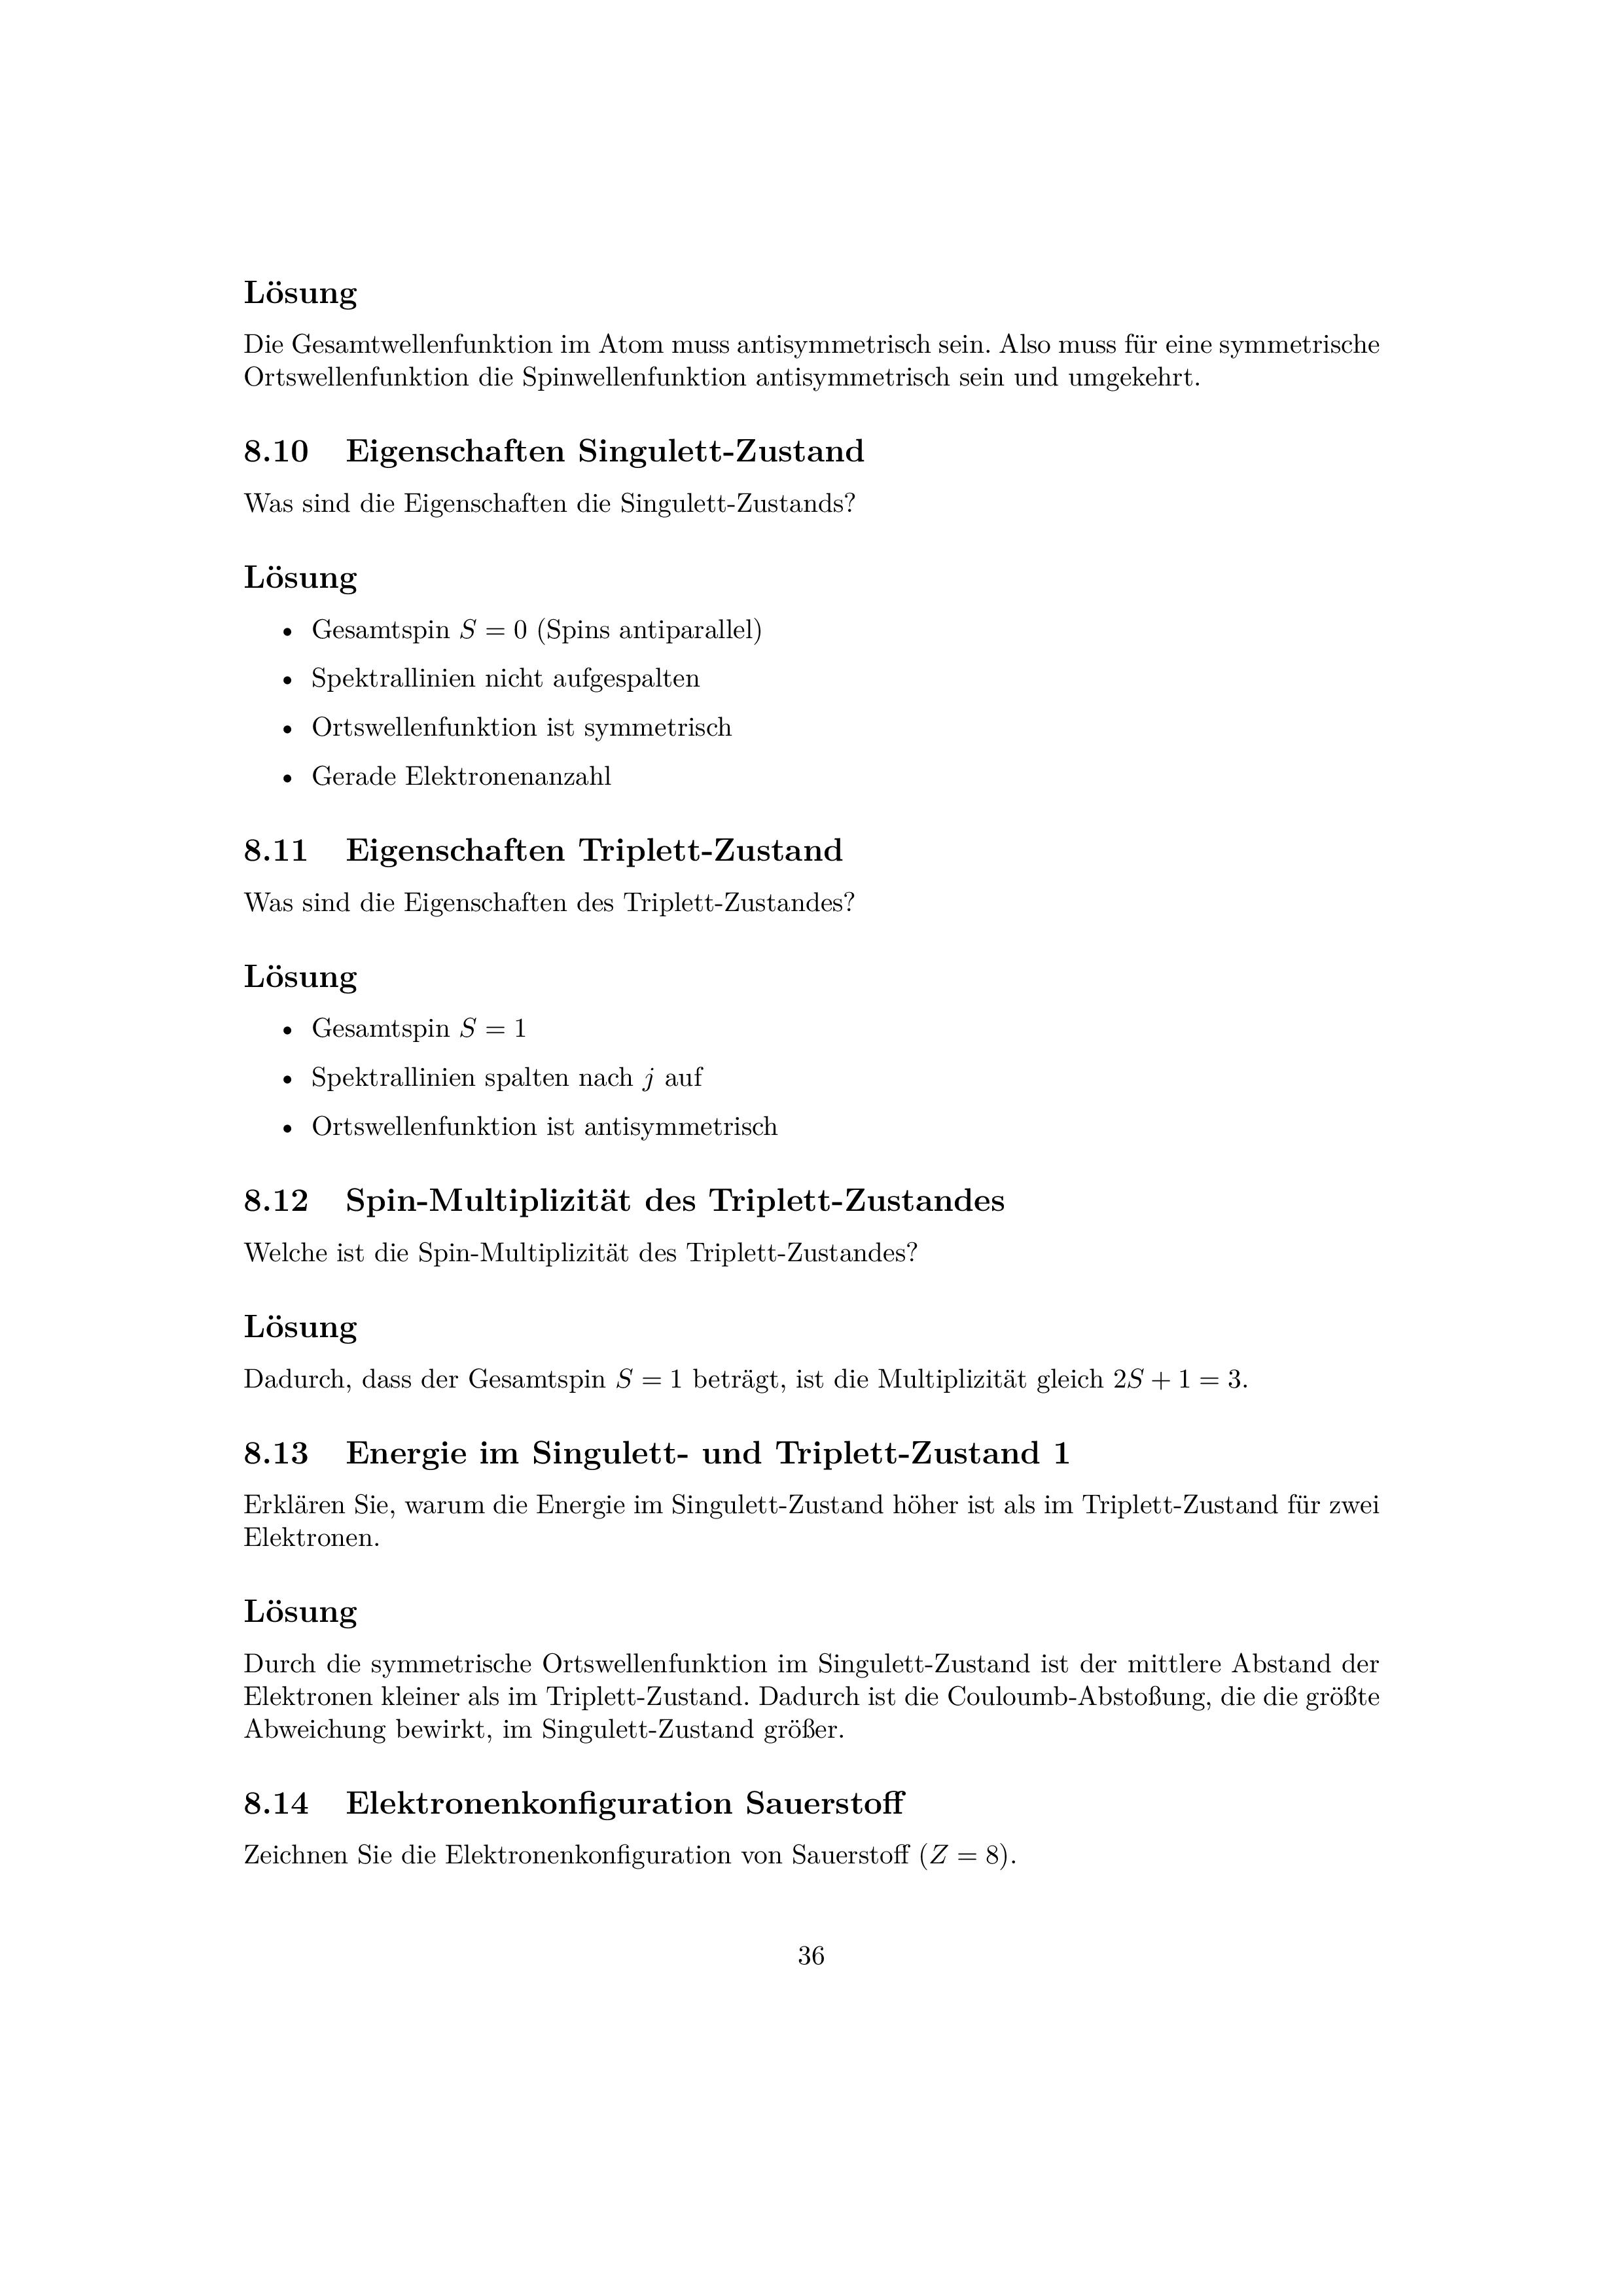 Lösung
Die Gesamtwellenfunktion im Atom muss antisymmetrisch sein. Also muss für eine symmetrische
Ortswellenfunktion die Spinwellenfunktion antisymmetrisch sein und umgekehrt.
8.10 Eigenschaften Singulett-Zustand
Was sind die Eigenschaften die Singulett-Zustands?
Lösung
• Gesamtspin S = 0 (Spins antiparallel)
• Spektrallinien nicht aufgespalten
• Ortswellenfunktion ist symmetrisch
• Gerade Elektronenanzahl
8.11 Eigenschaften Triplett-Zustand
Was sind die Eigenschaften des Triplett-Zustandes?
Lösung
• Gesamtspin S = 1
• Spektrallinien spalten nach j auf
• Ortswellenfunktion ist antisymmetrisch
8.12 Spin-Multiplizität des Triplett-Zustandes
Welche ist die Spin-Multiplizität des Triplett-Zustandes?
Lösung
Dadurch, dass der Gesamtspin S = 1 beträgt, ist die Multiplizität gleich 2S + 1 = 3.
8.13 Energie im Singulett- und Triplett-Zustand 1
Erklären Sie, warum die Energie im Singulett-Zustand höher ist als im Triplett-Zustand für zwei
Elektronen.
Lösung
Durch die symmetrische Ortswellenfunktion im Singulett-Zustand ist der mittlere Abstand der
Elektronen kleiner als im Triplett-Zustand. Dadurch ist die Couloumb-Abstoßung, die die größte
Abweichung bewirkt, im Singulett-Zustand größer.
8.14 Elektronenkonfiguration Sauerstoff
Zeichnen Sie die Elektronenkonfiguration von Sauerstoff (Z = 8).
36